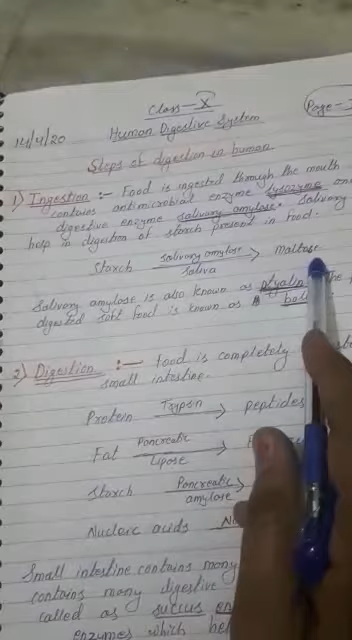 Class-X
Page-
14/4/20
Human Digestive System
Steps of digestion in human
1) Ingestion :- Food is ingested through the mouth
contains antimicrobial enzyme lysozyme an
digestive enzyme salivary amylase. Salivary
help in digestion of starch present in food.
Starch salivary amylase → maltose
Saliva
Salivary amylase is also known as ptyalin. The
digested soft food is known as
2) Digestion :- Food is completely
small intestine.
Protein Trypsin → peptides
Fat Pancreatic →
Lipase
Starch Pancreatic →
amylase
Nucleic acids
Small intestine contains many
contains many digestive
called as succus en
enzymes which hel